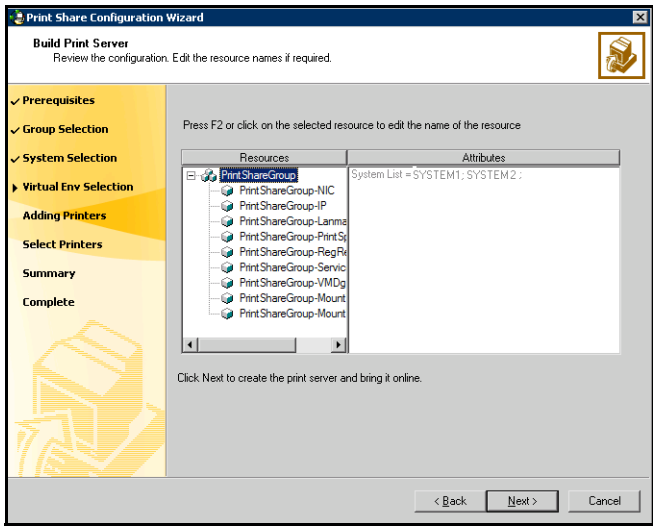 Print Share Configuration Wizard
Build Print Server
Review the configuration. Edit the resource names if required.
Prerequisites
Group Selection
System Selection
Virtual Env Selection
Adding Printers
Select Printers
Summary
Complete
Press F2 or click on the selected resource to edit the name of the resource
Resources
Attributes
PrintShareGroup
System List = SYSTEM1; SYSTEM2 ;
PrintShareGroup-NIC
PrintShareGroup-IP
PrintShareGroup-Lanma
PrintShareGroup-PrintSp
PrintShareGroup-RegRe
PrintShareGroup-Servic
PrintShareGroup-VMDg
PrintShareGroup-Mount
PrintShareGroup-Mount
Click Next to create the print server and bring it online.
< Back
Next >
Cancel